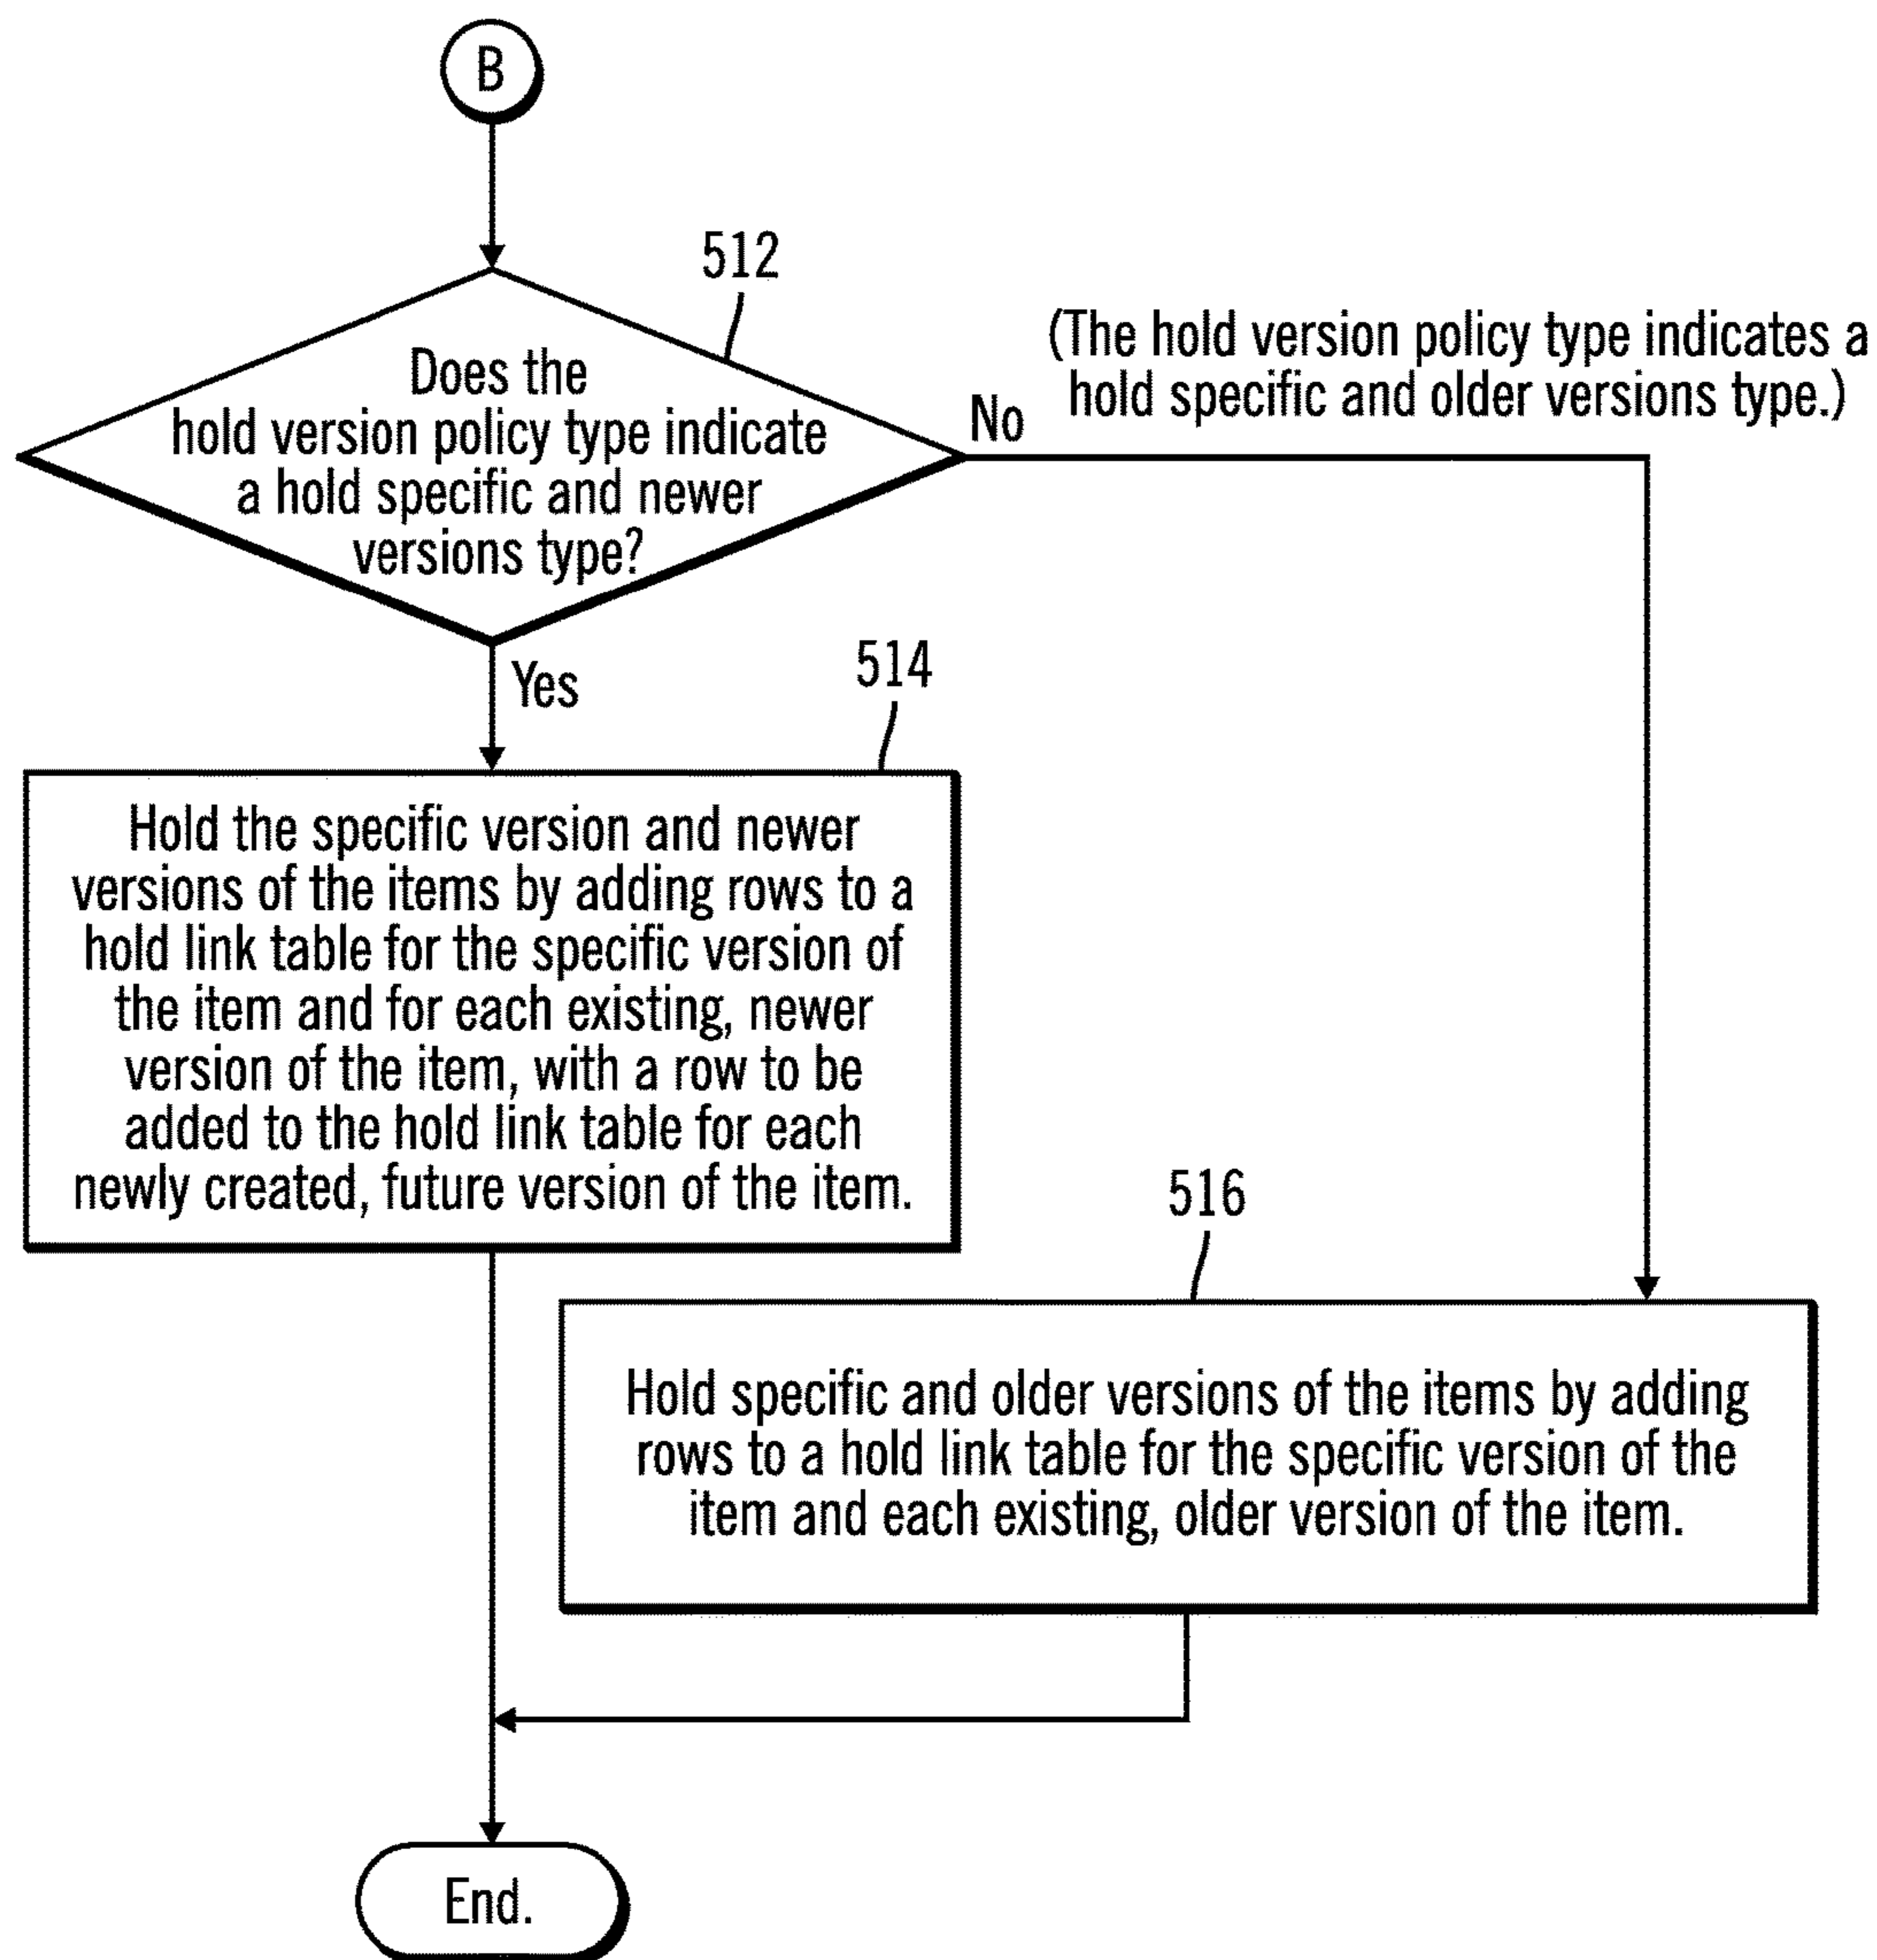 B
512
Does the
hold version policy type indicate
a hold specific and newer
versions type?
(The hold version policy type indicates a
hold specific and older versions type.)
No
Yes
514
Hold the specific version and newer
versions of the items by adding rows to a
hold link table for the specific version of
the item and for each existing, newer
version of the item, with a row to be
added to the hold link table for each
newly created, future version of the item.
516
Hold specific and older versions of the items by adding
rows to a hold link table for the specific version of the
item and each existing, older version of the item.
End.